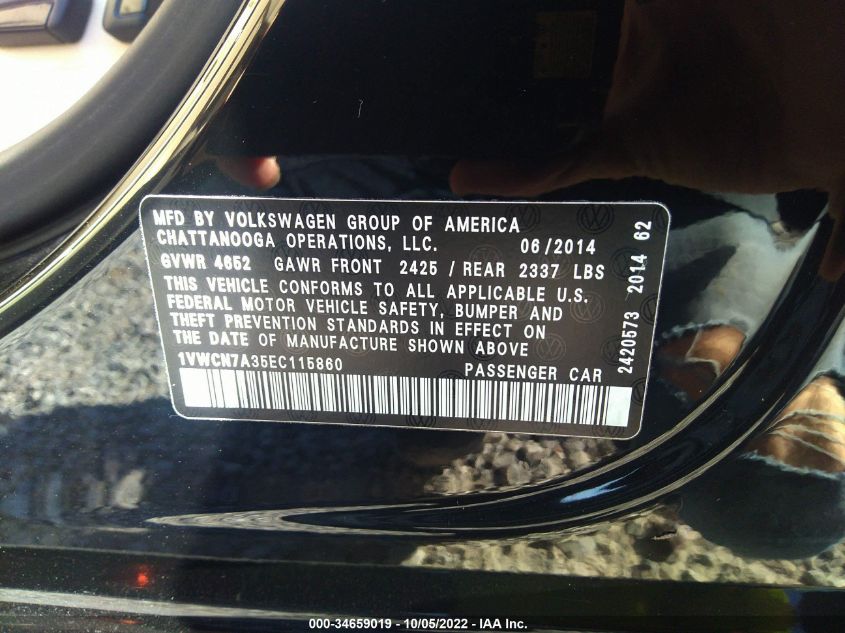 MFD BY VOLKSWAGEN GROUP OF AMERICA
CHATTANOOGA OPERATIONS, LLC. 06/2014
GVWR 4652 GAWR FRONT 2425 / REAR 2337 LBS
THIS VEHICLE CONFORMS TO ALL APPLICABLE U.S.
FEDERAL MOTOR VEHICLE SAFETY, BUMPER AND
THEFT PREVENTION STANDARDS IN EFFECT ON
THE DATE OF MANUFACTURE SHOWN ABOVE
1VWCN7A35EC115860 PASSENGER CAR
2420573 2014 62
000-34659019 - 10/05/2022 - IAA Inc.